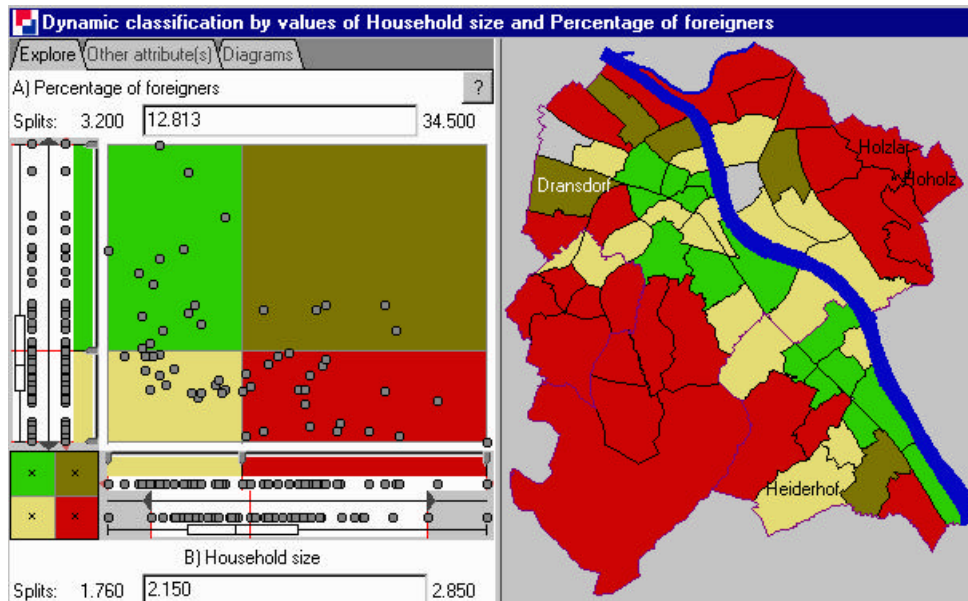 Dynamic classification by values of Household size and Percentage of foreigners
Explore Other attribute(s) Diagrams
A) Percentage of foreigners ?
Splits: 3.200 12.813 34.500
B) Household size
Splits: 1.760 2.150 2.850
Holzlar
Hoholz
Dransdorf
Heiderhof